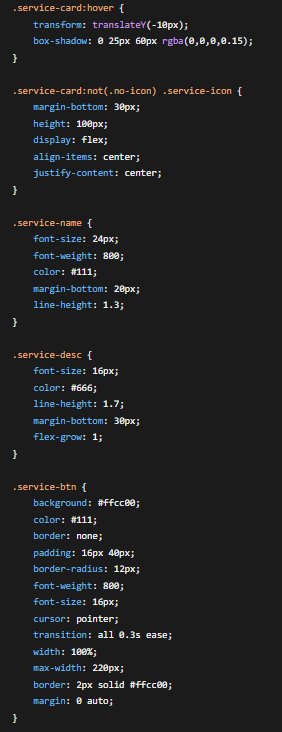 .service-card:hover {
    transform: translateY(-10px);
    box-shadow: 0 25px 60px rgba(0,0,0,0.15);
}

.service-card:not(.no-icon) .service-icon {
    margin-bottom: 30px;
    height: 100px;
    display: flex;
    align-items: center;
    justify-content: center;
}

.service-name {
    font-size: 24px;
    font-weight: 800;
    color: #111;
    margin-bottom: 20px;
    line-height: 1.3;
}

.service-desc {
    font-size: 16px;
    color: #666;
    line-height: 1.7;
    margin-bottom: 30px;
    flex-grow: 1;
}

.service-btn {
    background: #ffcc00;
    color: #111;
    border: none;
    padding: 16px 40px;
    border-radius: 12px;
    font-weight: 800;
    font-size: 16px;
    cursor: pointer;
    transition: all 0.3s ease;
    width: 100%;
    max-width: 220px;
    border: 2px solid #ffcc00;
    margin: 0 auto;
}